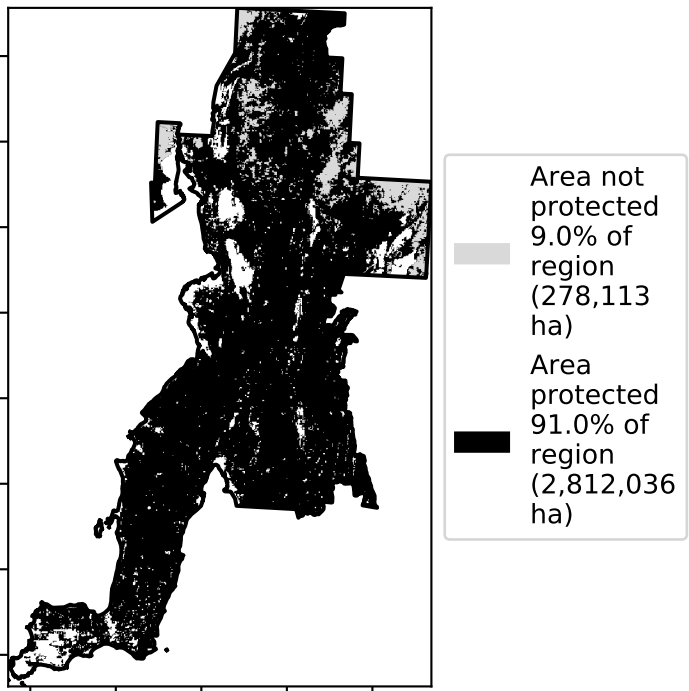 Area not
protected
9.0% of
region
(278,113
ha)
Area
protected
91.0% of
region
(2,812,036
ha)